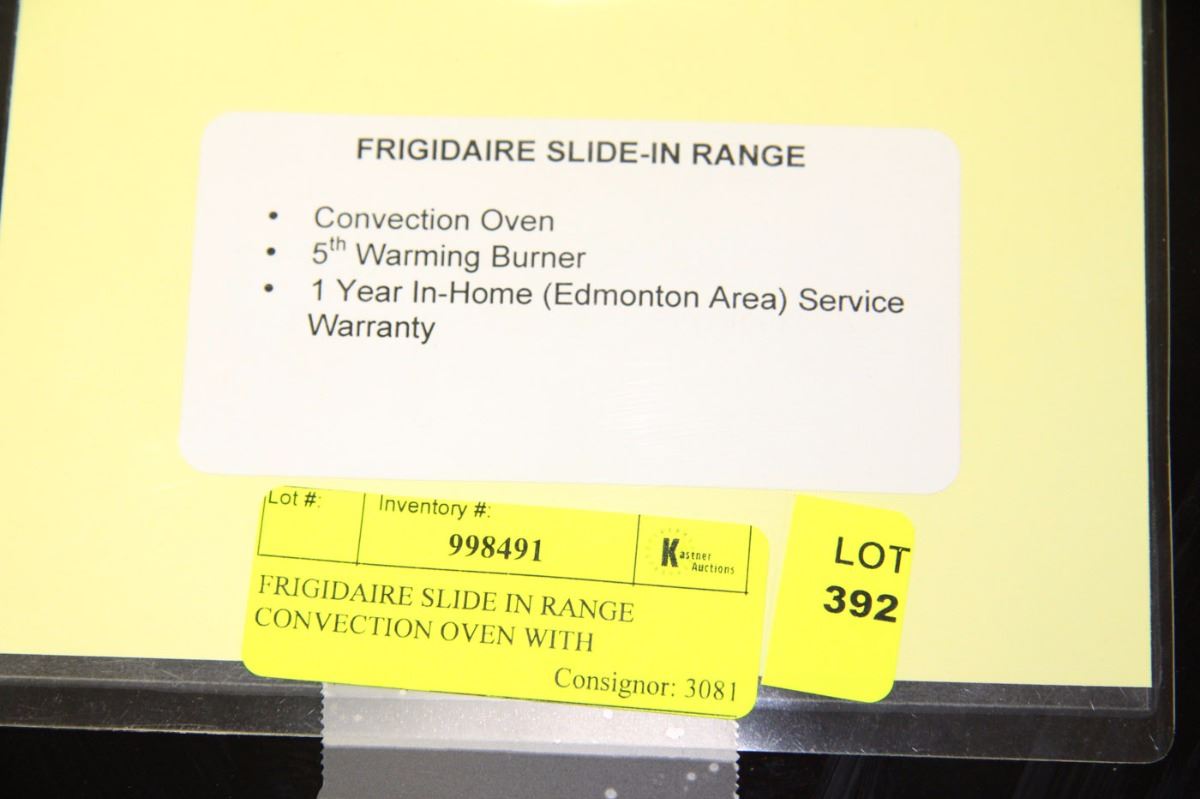 FRIGIDAIRE SLIDE-IN RANGE
• Convection Oven
• 5th Warming Burner
• 1 Year In-Home (Edmonton Area) Service
Warranty
Lot #:
Inventory #:
998491
Kastner
Auctions
FRIGIDAIRE SLIDE IN RANGE
CONVECTION OVEN WITH
Consignor: 3081
LOT
392